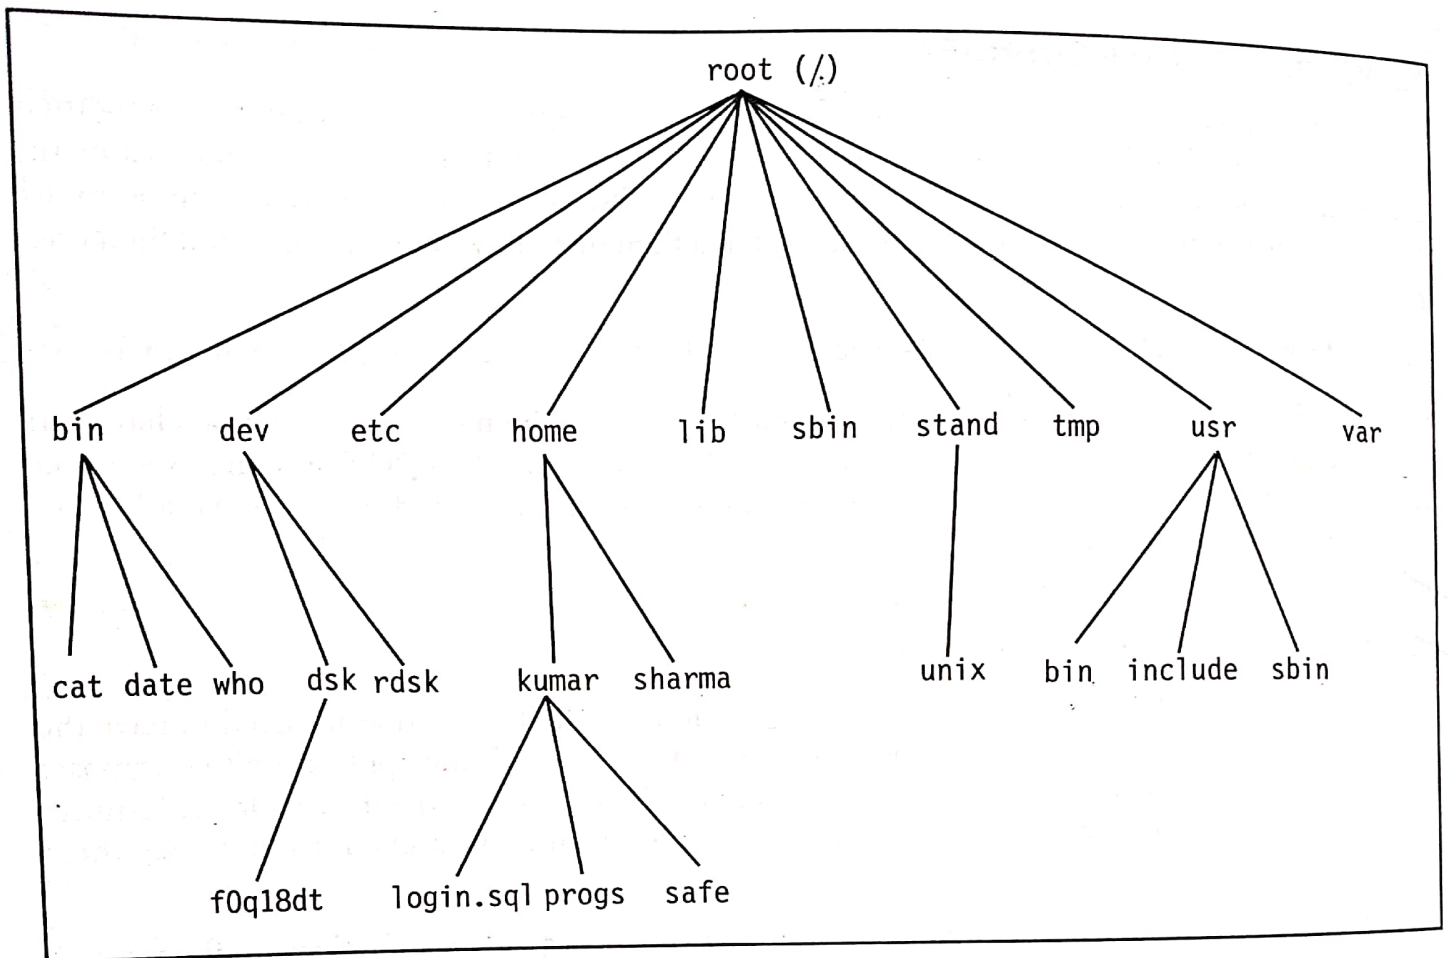 root (/)
bin dev etc home lib sbin stand tmp usr var
cat date who dsk rdsk kumar sharma unix bin include sbin
f0q18dt login.sql progs safe